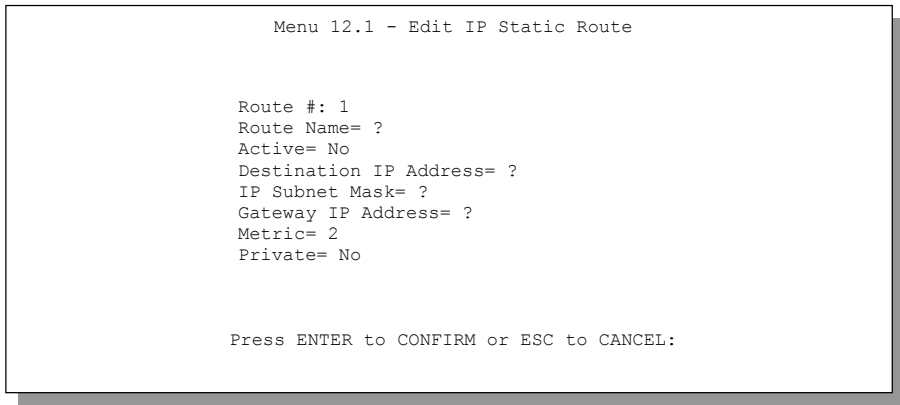 Menu 12.1 - Edit IP Static Route
Route #: 1
Route Name= ?
Active= No
Destination IP Address= ?
IP Subnet Mask= ?
Gateway IP Address= ?
Metric= 2
Private= No
Press ENTER to CONFIRM or ESC to CANCEL: